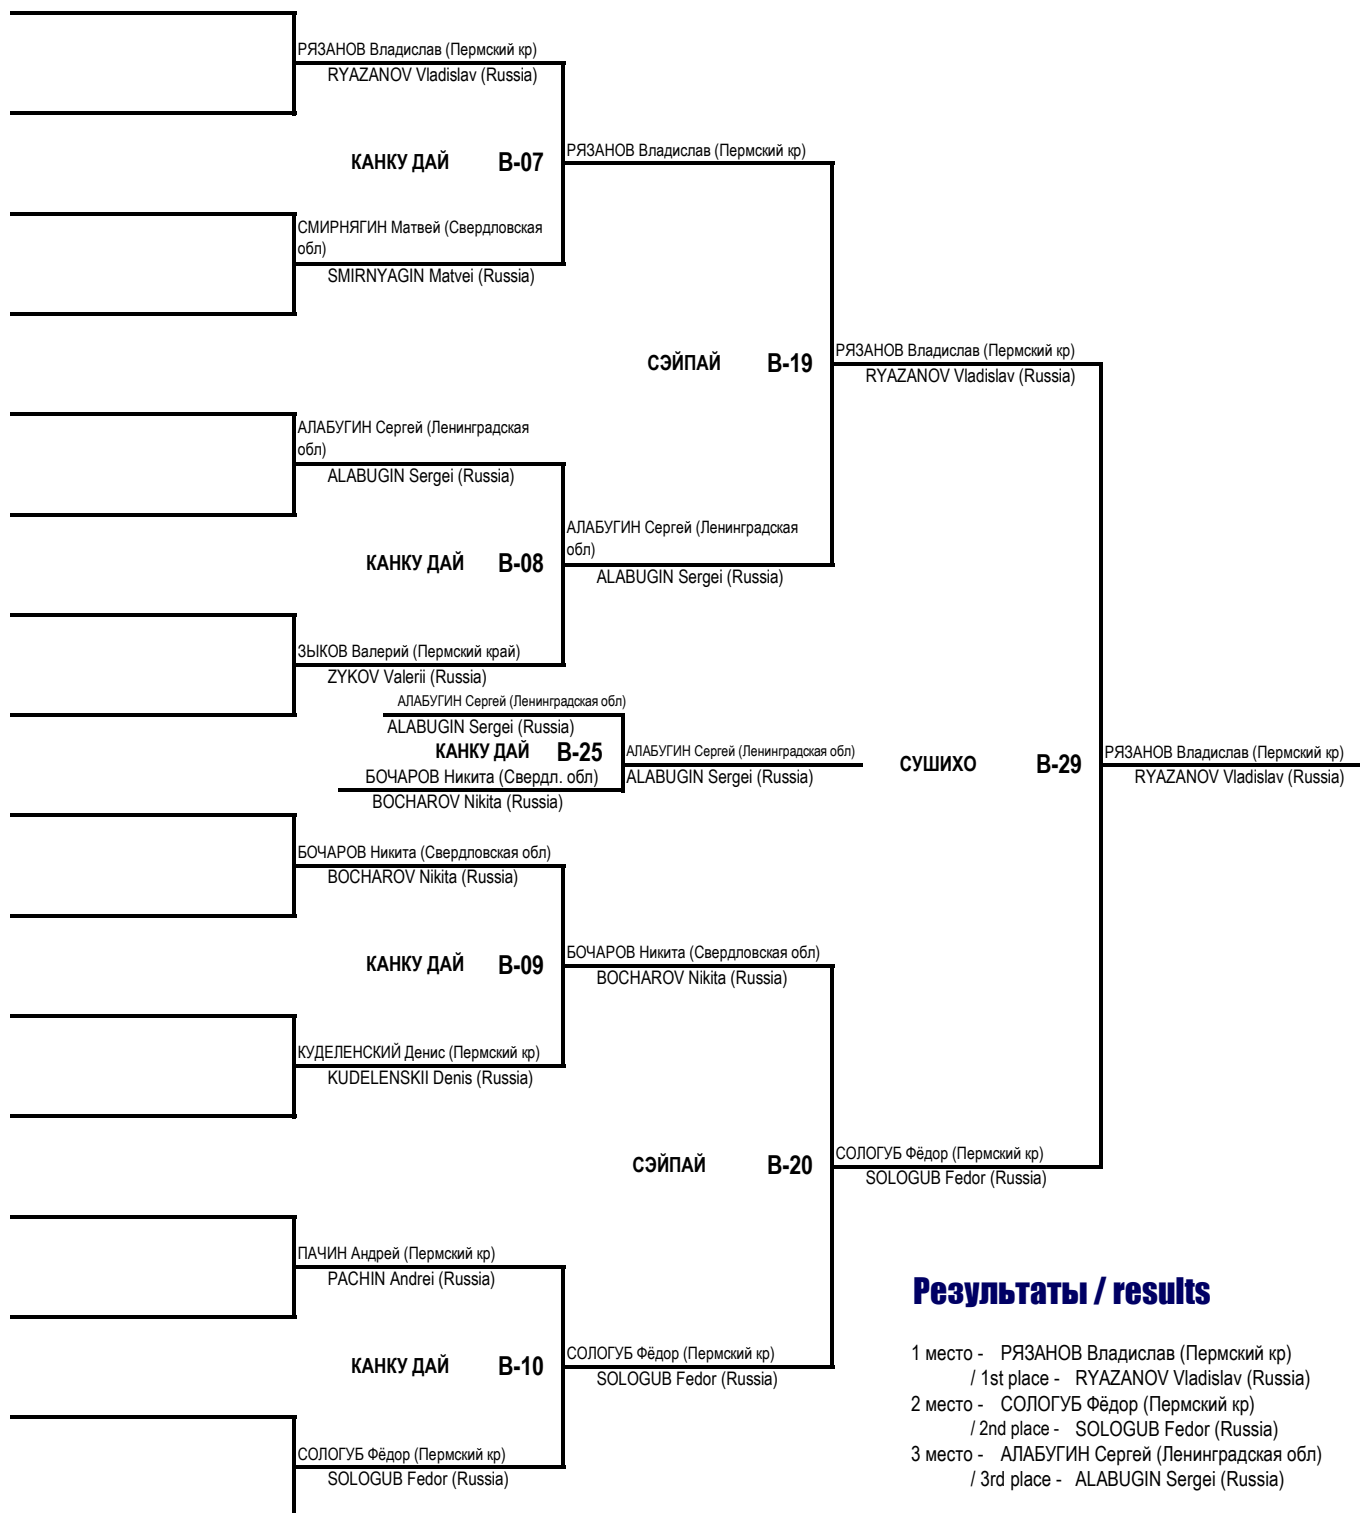 РЯЗАНОВ Владислав (Пермский кр)
RYAZANOV Vladislav (Russia)
КАНКУ ДАЙ B-07
РЯЗАНОВ Владислав (Пермский кр)
СМИРНЯГИН Матвей (Свердловская
обл)
SMIRNYAGIN Matvei (Russia)
СЭЙПАЙ B-19
РЯЗАНОВ Владислав (Пермский кр)
RYAZANOV Vladislav (Russia)
АЛАБУГИН Сергей (Ленинградская
обл)
ALABUGIN Sergei (Russia)
КАНКУ ДАЙ B-08
АЛАБУГИН Сергей (Ленинградская
обл)
ALABUGIN Sergei (Russia)
ЗЫКОВ Валерий (Пермский край)
ZYKOV Valerii (Russia)
АЛАБУГИН Сергей (Ленинградская обл)
ALABUGIN Sergei (Russia)
КАНКУ ДАЙ B-25
БОЧАРОВ Никита (Свердл. обл)
BOCHAROV Nikita (Russia)
АЛАБУГИН Сергей (Ленинградская обл)
ALABUGIN Sergei (Russia)
СУШИХО B-29
РЯЗАНОВ Владислав (Пермский кр)
RYAZANOV Vladislav (Russia)
БОЧАРОВ Никита (Свердловская обл)
BOCHAROV Nikita (Russia)
КАНКУ ДАЙ B-09
БОЧАРОВ Никита (Свердловская обл)
BOCHAROV Nikita (Russia)
КУДЕЛЕНСКИЙ Денис (Пермский кр)
KUDELENSKII Denis (Russia)
СЭЙПАЙ B-20
СОЛОГУБ Фёдор (Пермский кр)
SOLOGUB Fedor (Russia)
ПАЧИН Андрей (Пермский кр)
PACHIN Andrei (Russia)
КАНКУ ДАЙ B-10
СОЛОГУБ Фёдор (Пермский кр)
SOLOGUB Fedor (Russia)
СОЛОГУБ Фёдор (Пермский кр)
SOLOGUB Fedor (Russia)
Результаты / results
1 место - РЯЗАНОВ Владислав (Пермский кр)
/ 1st place - RYAZANOV Vladislav (Russia)
2 место - СОЛОГУБ Фёдор (Пермский кр)
/ 2nd place - SOLOGUB Fedor (Russia)
3 место - АЛАБУГИН Сергей (Ленинградская обл)
/ 3rd place - ALABUGIN Sergei (Russia)